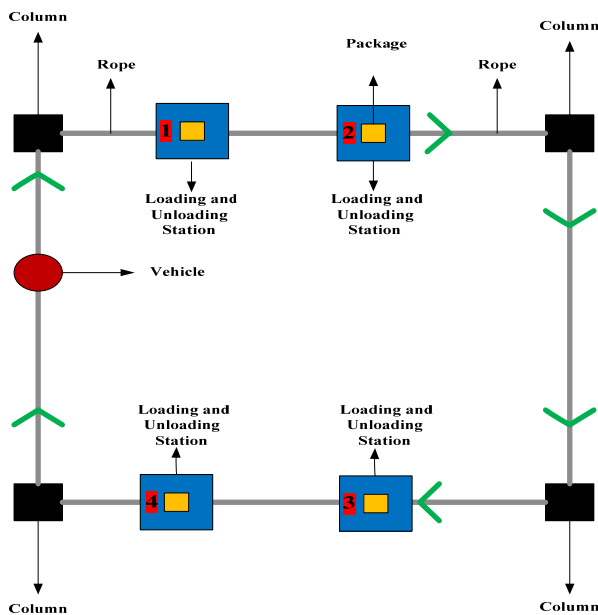 Column
Column
Package
Rope
Rope
1
2
Loading and
Unloading
Station
Loading and
Unloading
Station
Vehicle
Loading and
Unloading
Station
Loading and
Unloading
Station
4
3
Column
Column